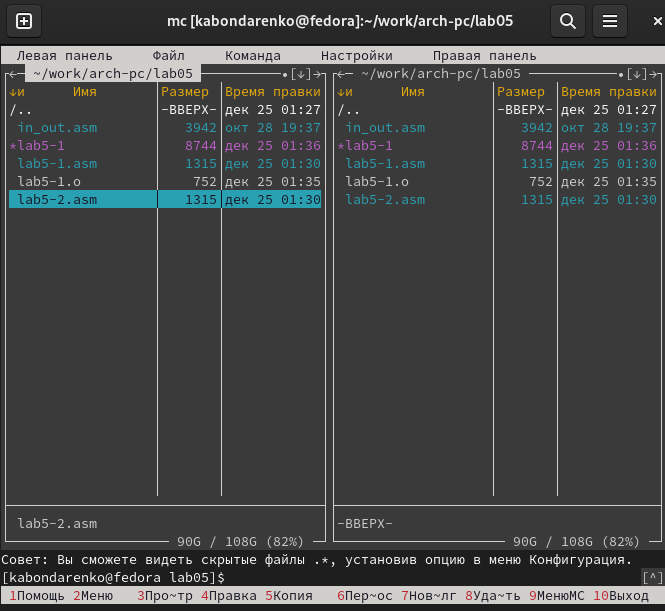 mc [kabondarenko@fedora]:~/work/arch-pc/lab05
Левая панель Файл Команда Настройки Правая панель
~/work/arch-pc/lab05 •[↓]→ ~/work/arch-pc/lab05 •[↓]→
↓и Имя Размер Время правки ↓и Имя Размер Время правки
/.. -ВВЕРХ- дек 25 01:27 /.. -ВВЕРХ- дек 25 01:27
in_out.asm 3942 окт 28 19:37 in_out.asm 3942 окт 28 19:37
*lab5-1 8744 дек 25 01:36 *lab5-1 8744 дек 25 01:36
lab5-1.asm 1315 дек 25 01:30 lab5-1.asm 1315 дек 25 01:30
lab5-1.o 752 дек 25 01:35 lab5-1.o 752 дек 25 01:35
lab5-2.asm 1315 дек 25 01:30 lab5-2.asm 1315 дек 25 01:30
lab5-2.asm -ВВЕРХ-
90G / 108G (82%) 90G / 108G (82%)
Совет: Вы сможете видеть скрытые файлы .*, установив опцию в меню Конфигурация.
[kabondarenko@fedora lab05]$ [^]
1Помощь 2Меню 3Про~тр 4Правка 5Копия 6Пер~ос 7Нов~лг 8Уда~ть 9МенюМС 10Выход